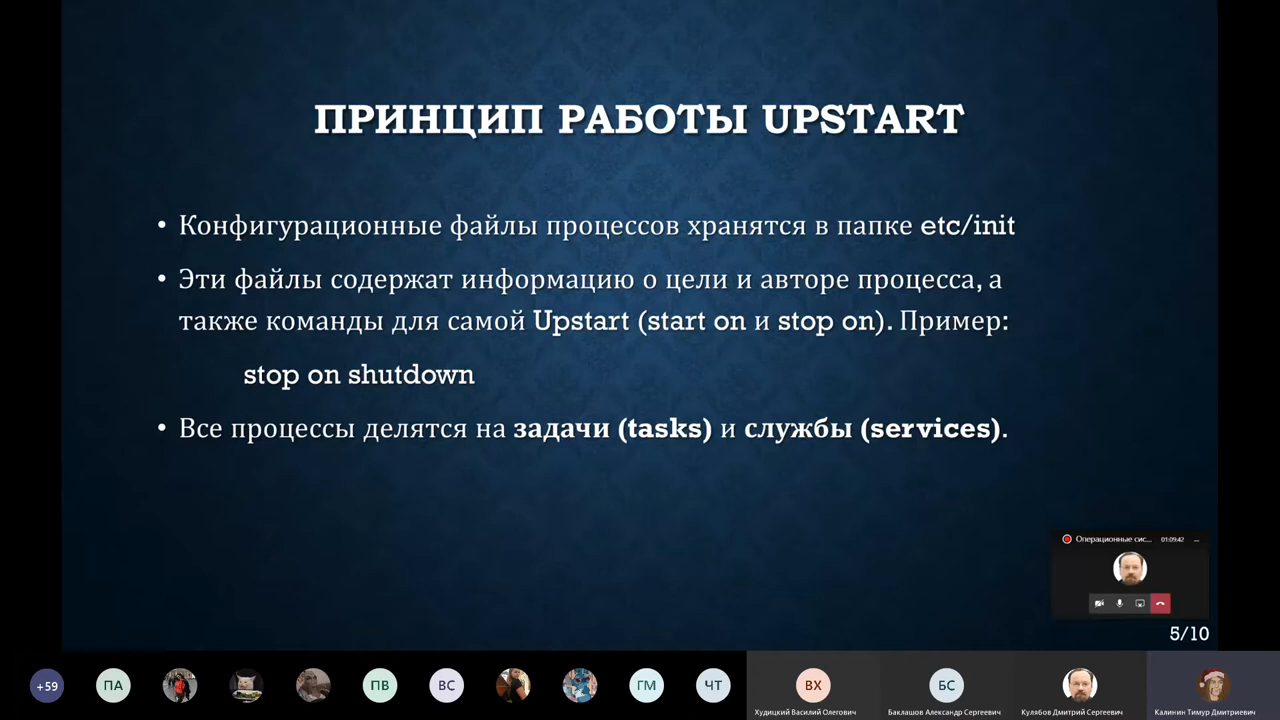 ПРИНЦИП РАБОТЫ UPSTART
• Конфигурационные файлы процессов хранятся в папке etc/init
• Эти файлы содержат информацию о цели и авторе процесса, а
также команды для самой Upstart (start on и stop on). Пример:
stop on shutdown
• Все процессы делятся на задачи (tasks) и службы (services).
Операционные сис... 01:09:42
5/10
+59 ПА ПВ ВС ГМ ЧТ ВХ БС
Худицкий Василий Олегович Баклашов Александр Сергеевич Кулябов Дмитрий Сергеевич Калинин Тимур Дмитриевич